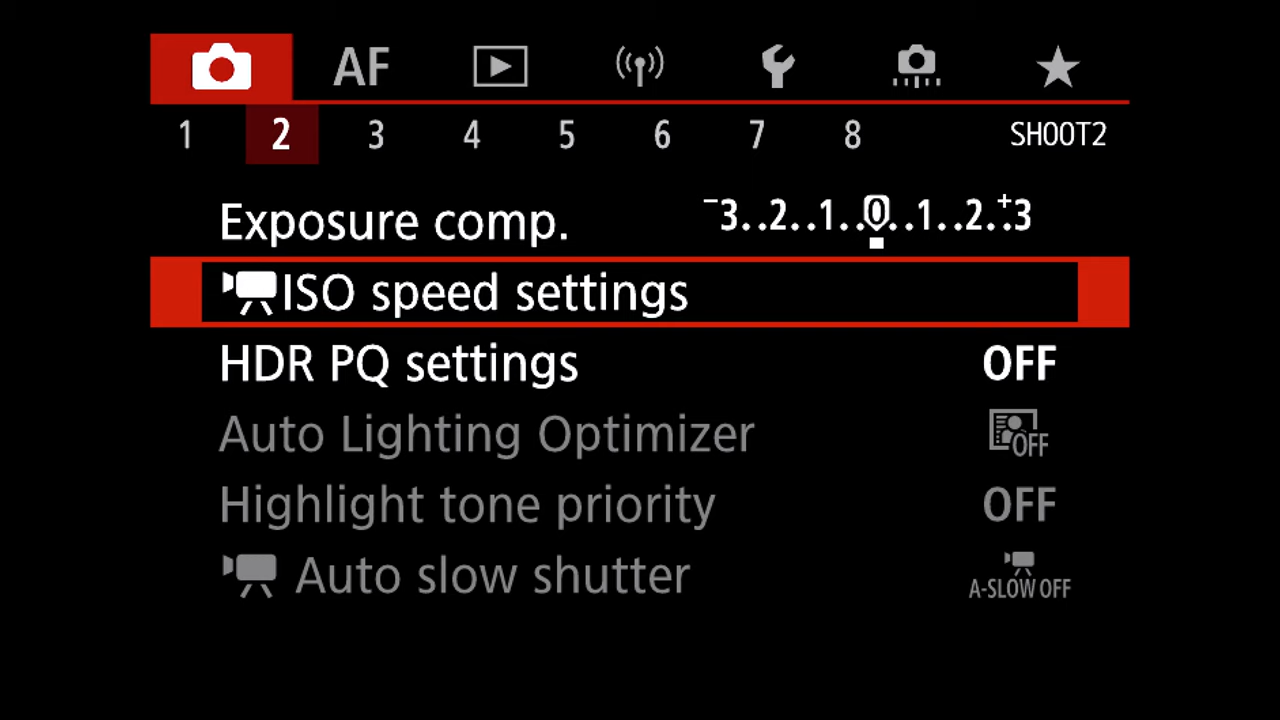 AF
1 2 3 4 5 6 7 8 SHOOT2
Exposure comp. −3..2..1..0..1..2..+3
ISO speed settings
HDR PQ settings OFF
Auto Lighting Optimizer OFF
Highlight tone priority OFF
Auto slow shutter A-SLOW OFF